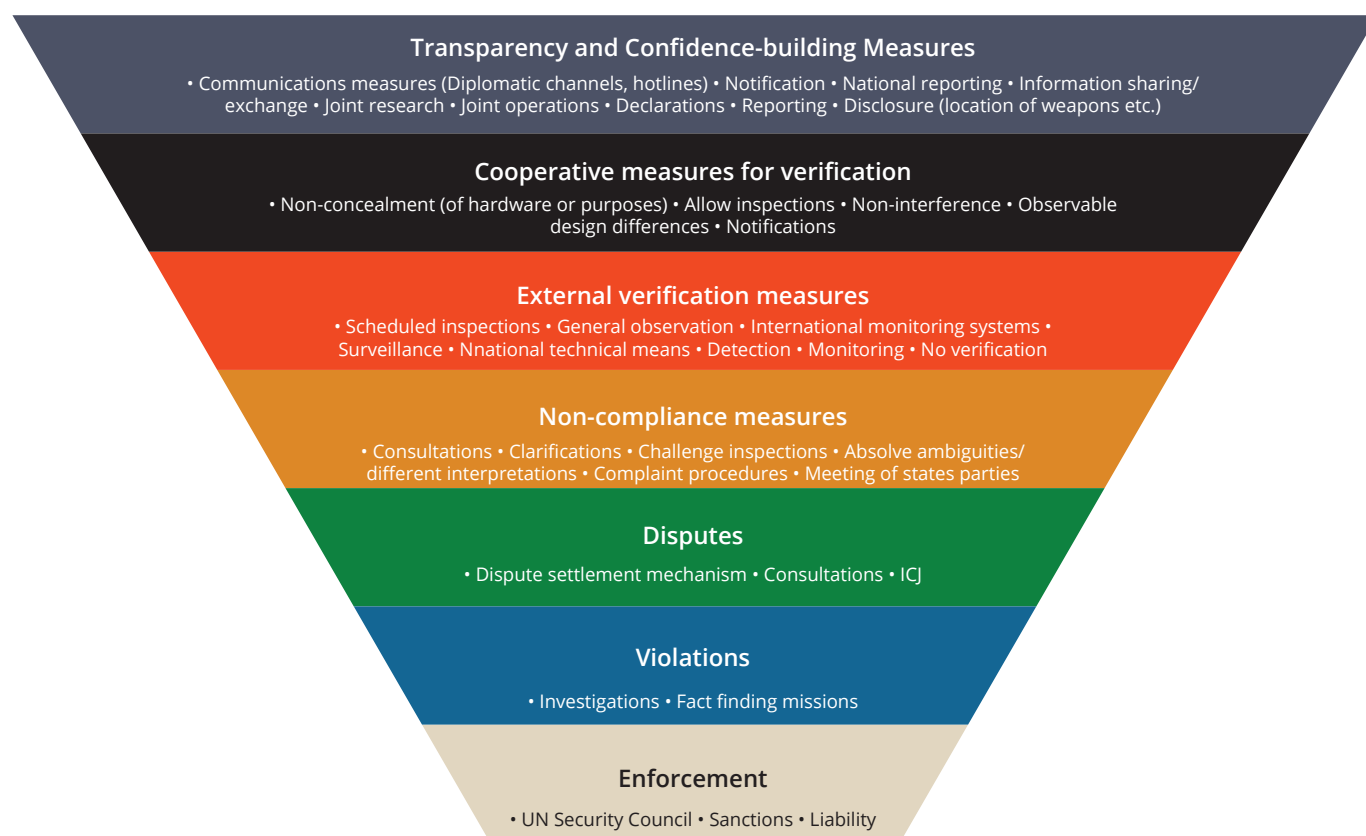 Transparency and Confidence-building Measures
• Communications measures (Diplomatic channels, hotlines) • Notification • National reporting • Information sharing/
exchange • Joint research • Joint operations • Declarations • Reporting • Disclosure (location of weapons etc.)
Cooperative measures for verification
• Non-concealment (of hardware or purposes) • Allow inspections • Non-interference • Observable
design differences • Notifications
External verification measures
• Scheduled inspections • General observation • International monitoring systems •
Surveillance • Nnational technical means • Detection • Monitoring • No verification
Non-compliance measures
• Consultations • Clarifications • Challenge inspections • Absolve ambiguities/
different interpretations • Complaint procedures • Meeting of states parties
Disputes
• Dispute settlement mechanism • Consultations • ICJ
Violations
• Investigations • Fact finding missions
Enforcement
• UN Security Council • Sanctions • Liability